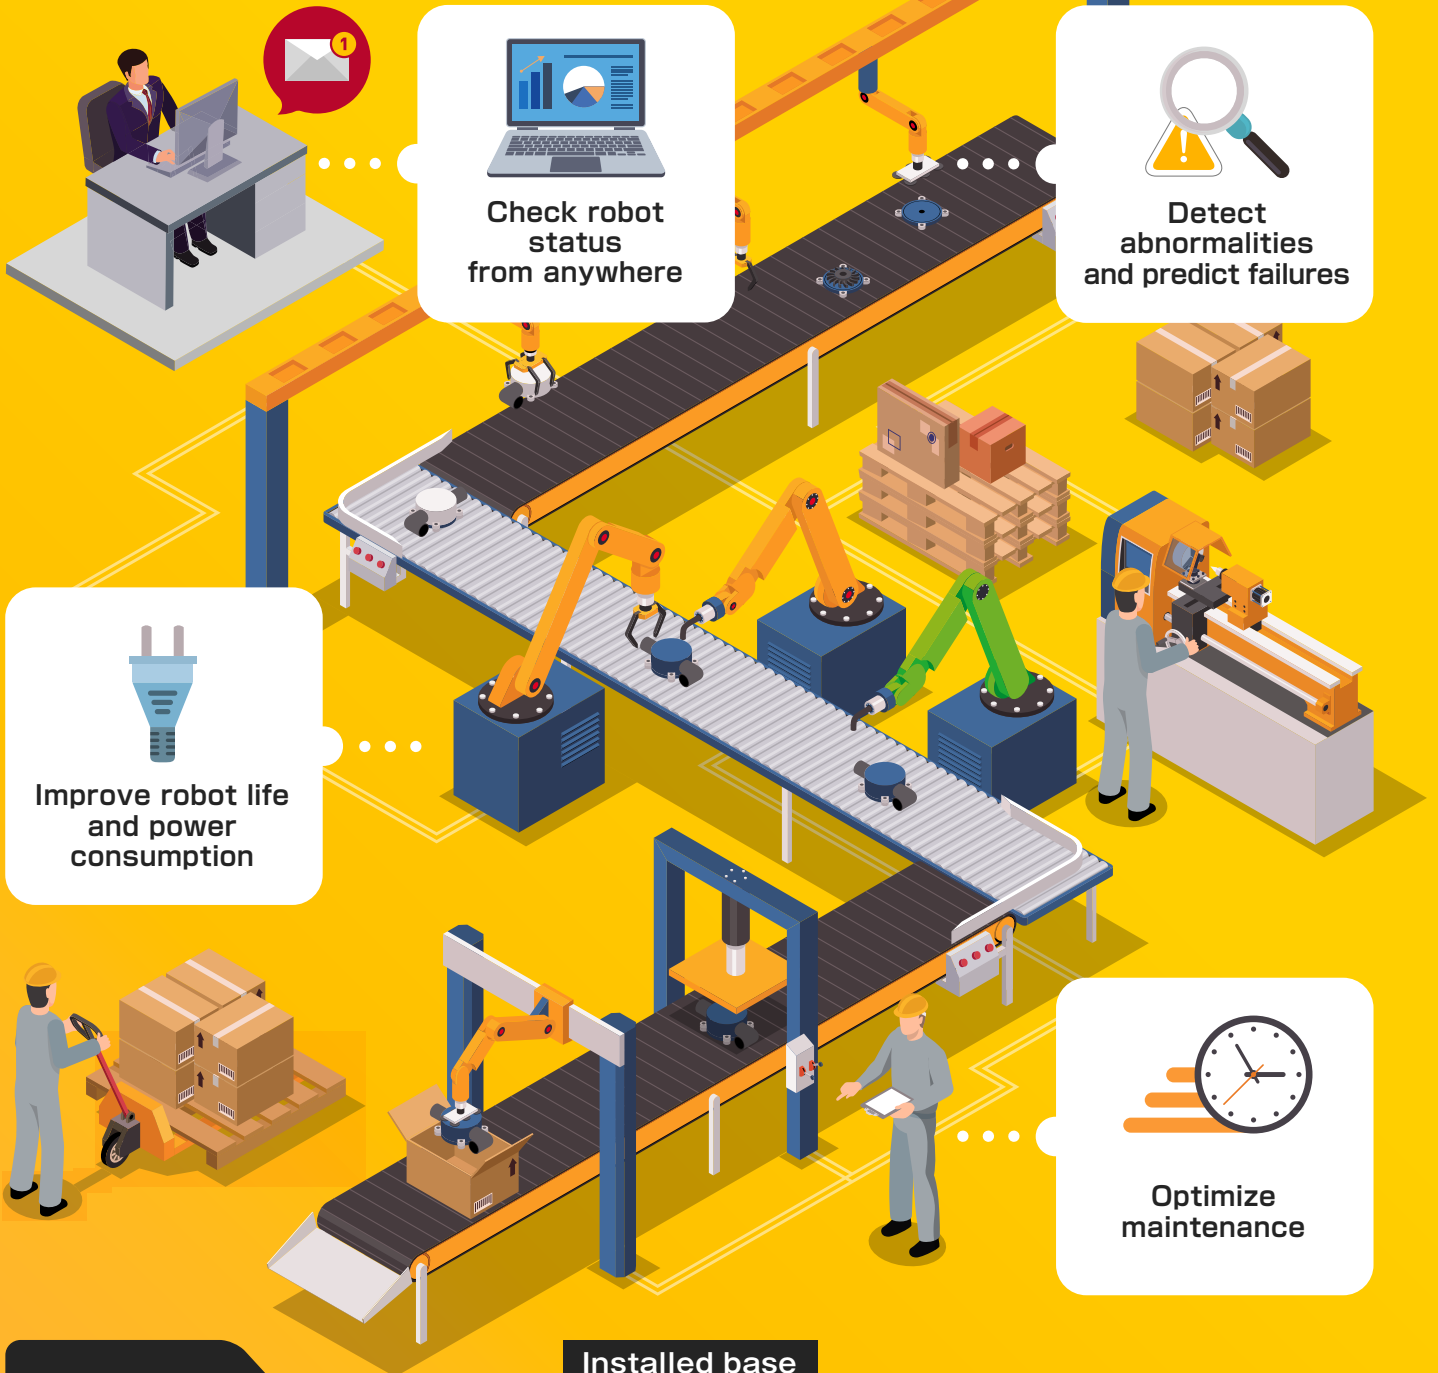 1
Check robot
status
from anywhere
Detect
abnormalities
and predict failures
Improve robot life
and power
consumption
Optimize
maintenance
Installed base